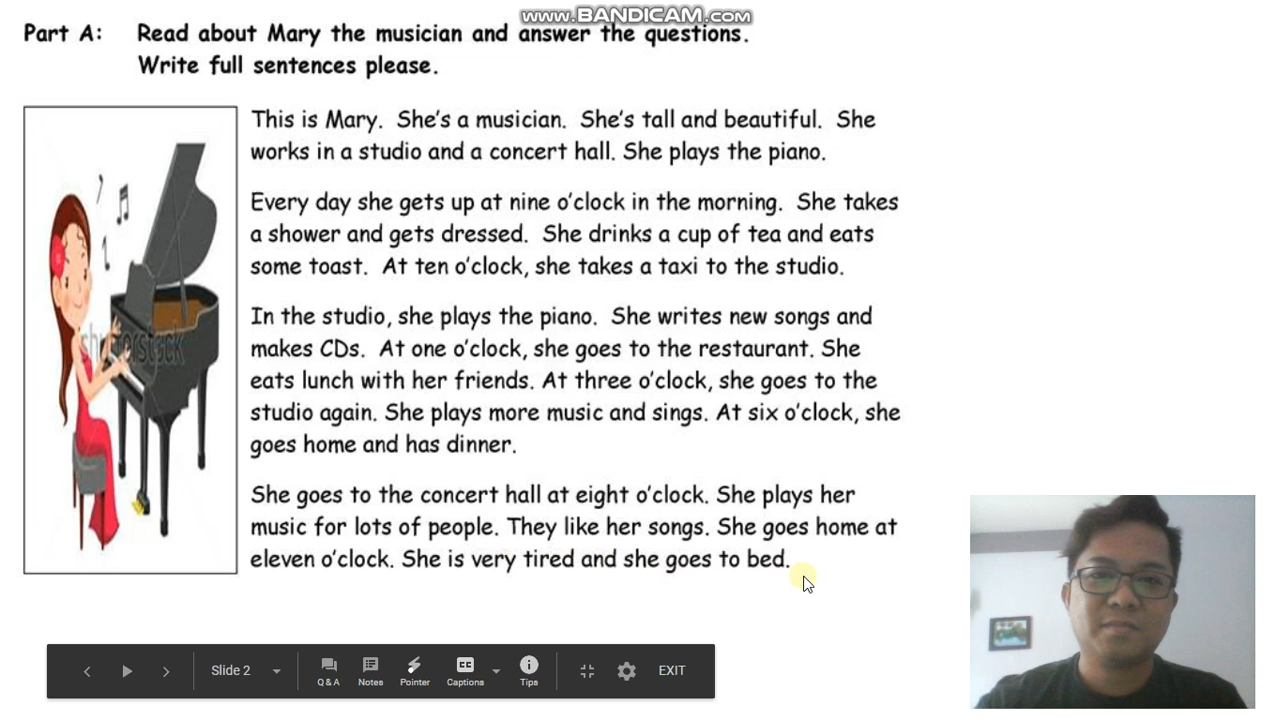 www.BANDICAM.com
Part A: Read about Mary the musician and answer the questions.
Write full sentences please.
This is Mary. She's a musician. She's tall and beautiful. She
works in a studio and a concert hall. She plays the piano.
Every day she gets up at nine o'clock in the morning. She takes
a shower and gets dressed. She drinks a cup of tea and eats
some toast. At ten o'clock, she takes a taxi to the studio.
In the studio, she plays the piano. She writes new songs and
makes CDs. At one o'clock, she goes to the restaurant. She
eats lunch with her friends. At three o'clock, she goes to the
studio again. She plays more music and sings. At six o'clock, she
goes home and has dinner.
She goes to the concert hall at eight o'clock. She plays her
music for lots of people. They like her songs. She goes home at
eleven o'clock. She is very tired and she goes to bed.
shutterstock
Slide 2
Q & A
Notes
Pointer
CC
Captions
Tips
EXIT